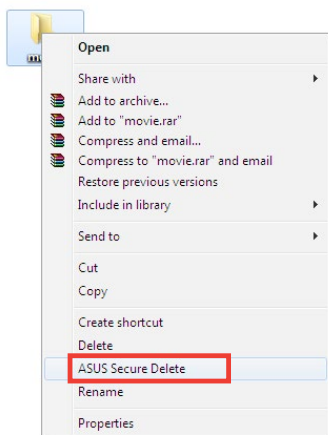 Open
Share with
Add to archive...
Add to "movie.rar"
Compress and email...
Compress to "movie.rar" and email
Restore previous versions
Include in library
Send to
Cut
Copy
Create shortcut
Delete
ASUS Secure Delete
Rename
Properties